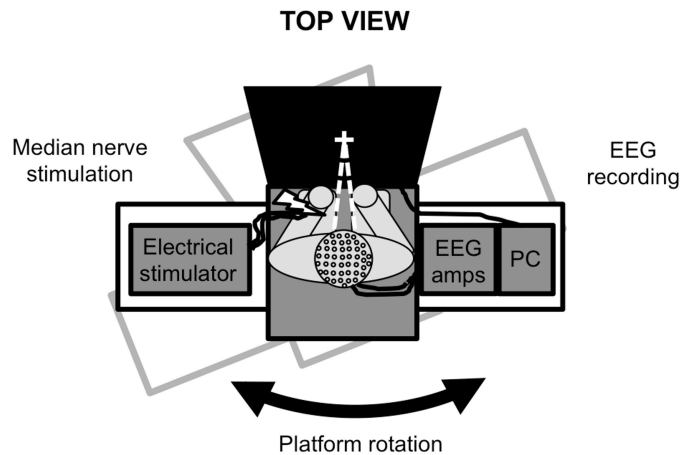 TOP VIEW
Median nerve
stimulation
EEG
recording
Electrical
stimulator
EEG
amps
PC
Platform rotation